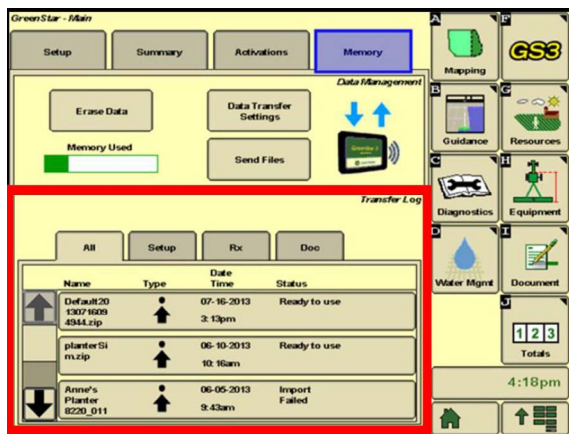 GreenStar - Main
Setup
Summary
Activations
Memory
Data Management
Erase Data
Data Transfer
Settings
Memory Used
Send Files
Transfer Log
All
Setup
Rx
Doc
Name
Type
Date
Time
Status
Default20
13071609
4944.zip
07-16-2013
3:13pm
Ready to use
planterSi
m.zip
06-10-2013
10:16am
Ready to use
Anne's
Planter
8220_011
06-05-2013
9:43am
Import
Failed
A
Mapping
F
GS3
B
Guidance
G
Resources
C
Diagnostics
H
Equipment
D
Water Mgmt
I
Document
J
1 2 3
Totals
4:18pm